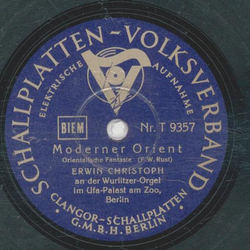 SCHALLPLATTEN-VOLKSVERBAND
ELEKTRISCHE AUFNAHME
BIEM
Nr. T 9357
Moderner Orient
Orientalische Fantasie (F. W. Rust)
ERWIN CHRISTOPH
an der Wurlitzer-Orgel
im Ufa-Palast am Zoo,
Berlin
CLANGOR-SCHALLPLATTEN
G.M.B.H. BERLIN